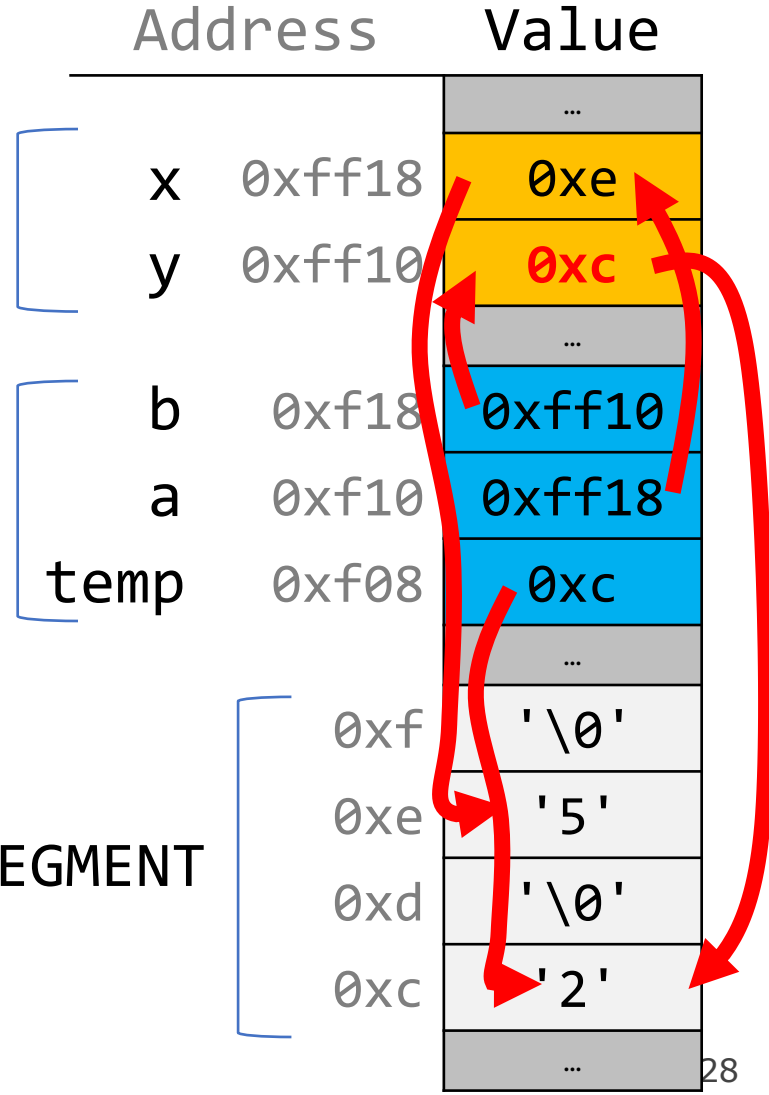 Address Value
…
x 0xff18 0xe
y 0xff10 0xc
…
b 0xf18 0xff10
a 0xf10 0xff18
temp 0xf08 0xc
…
0xf '\0'
0xe '5'
EGMENT
0xd '\0'
0xc '2'
…
28